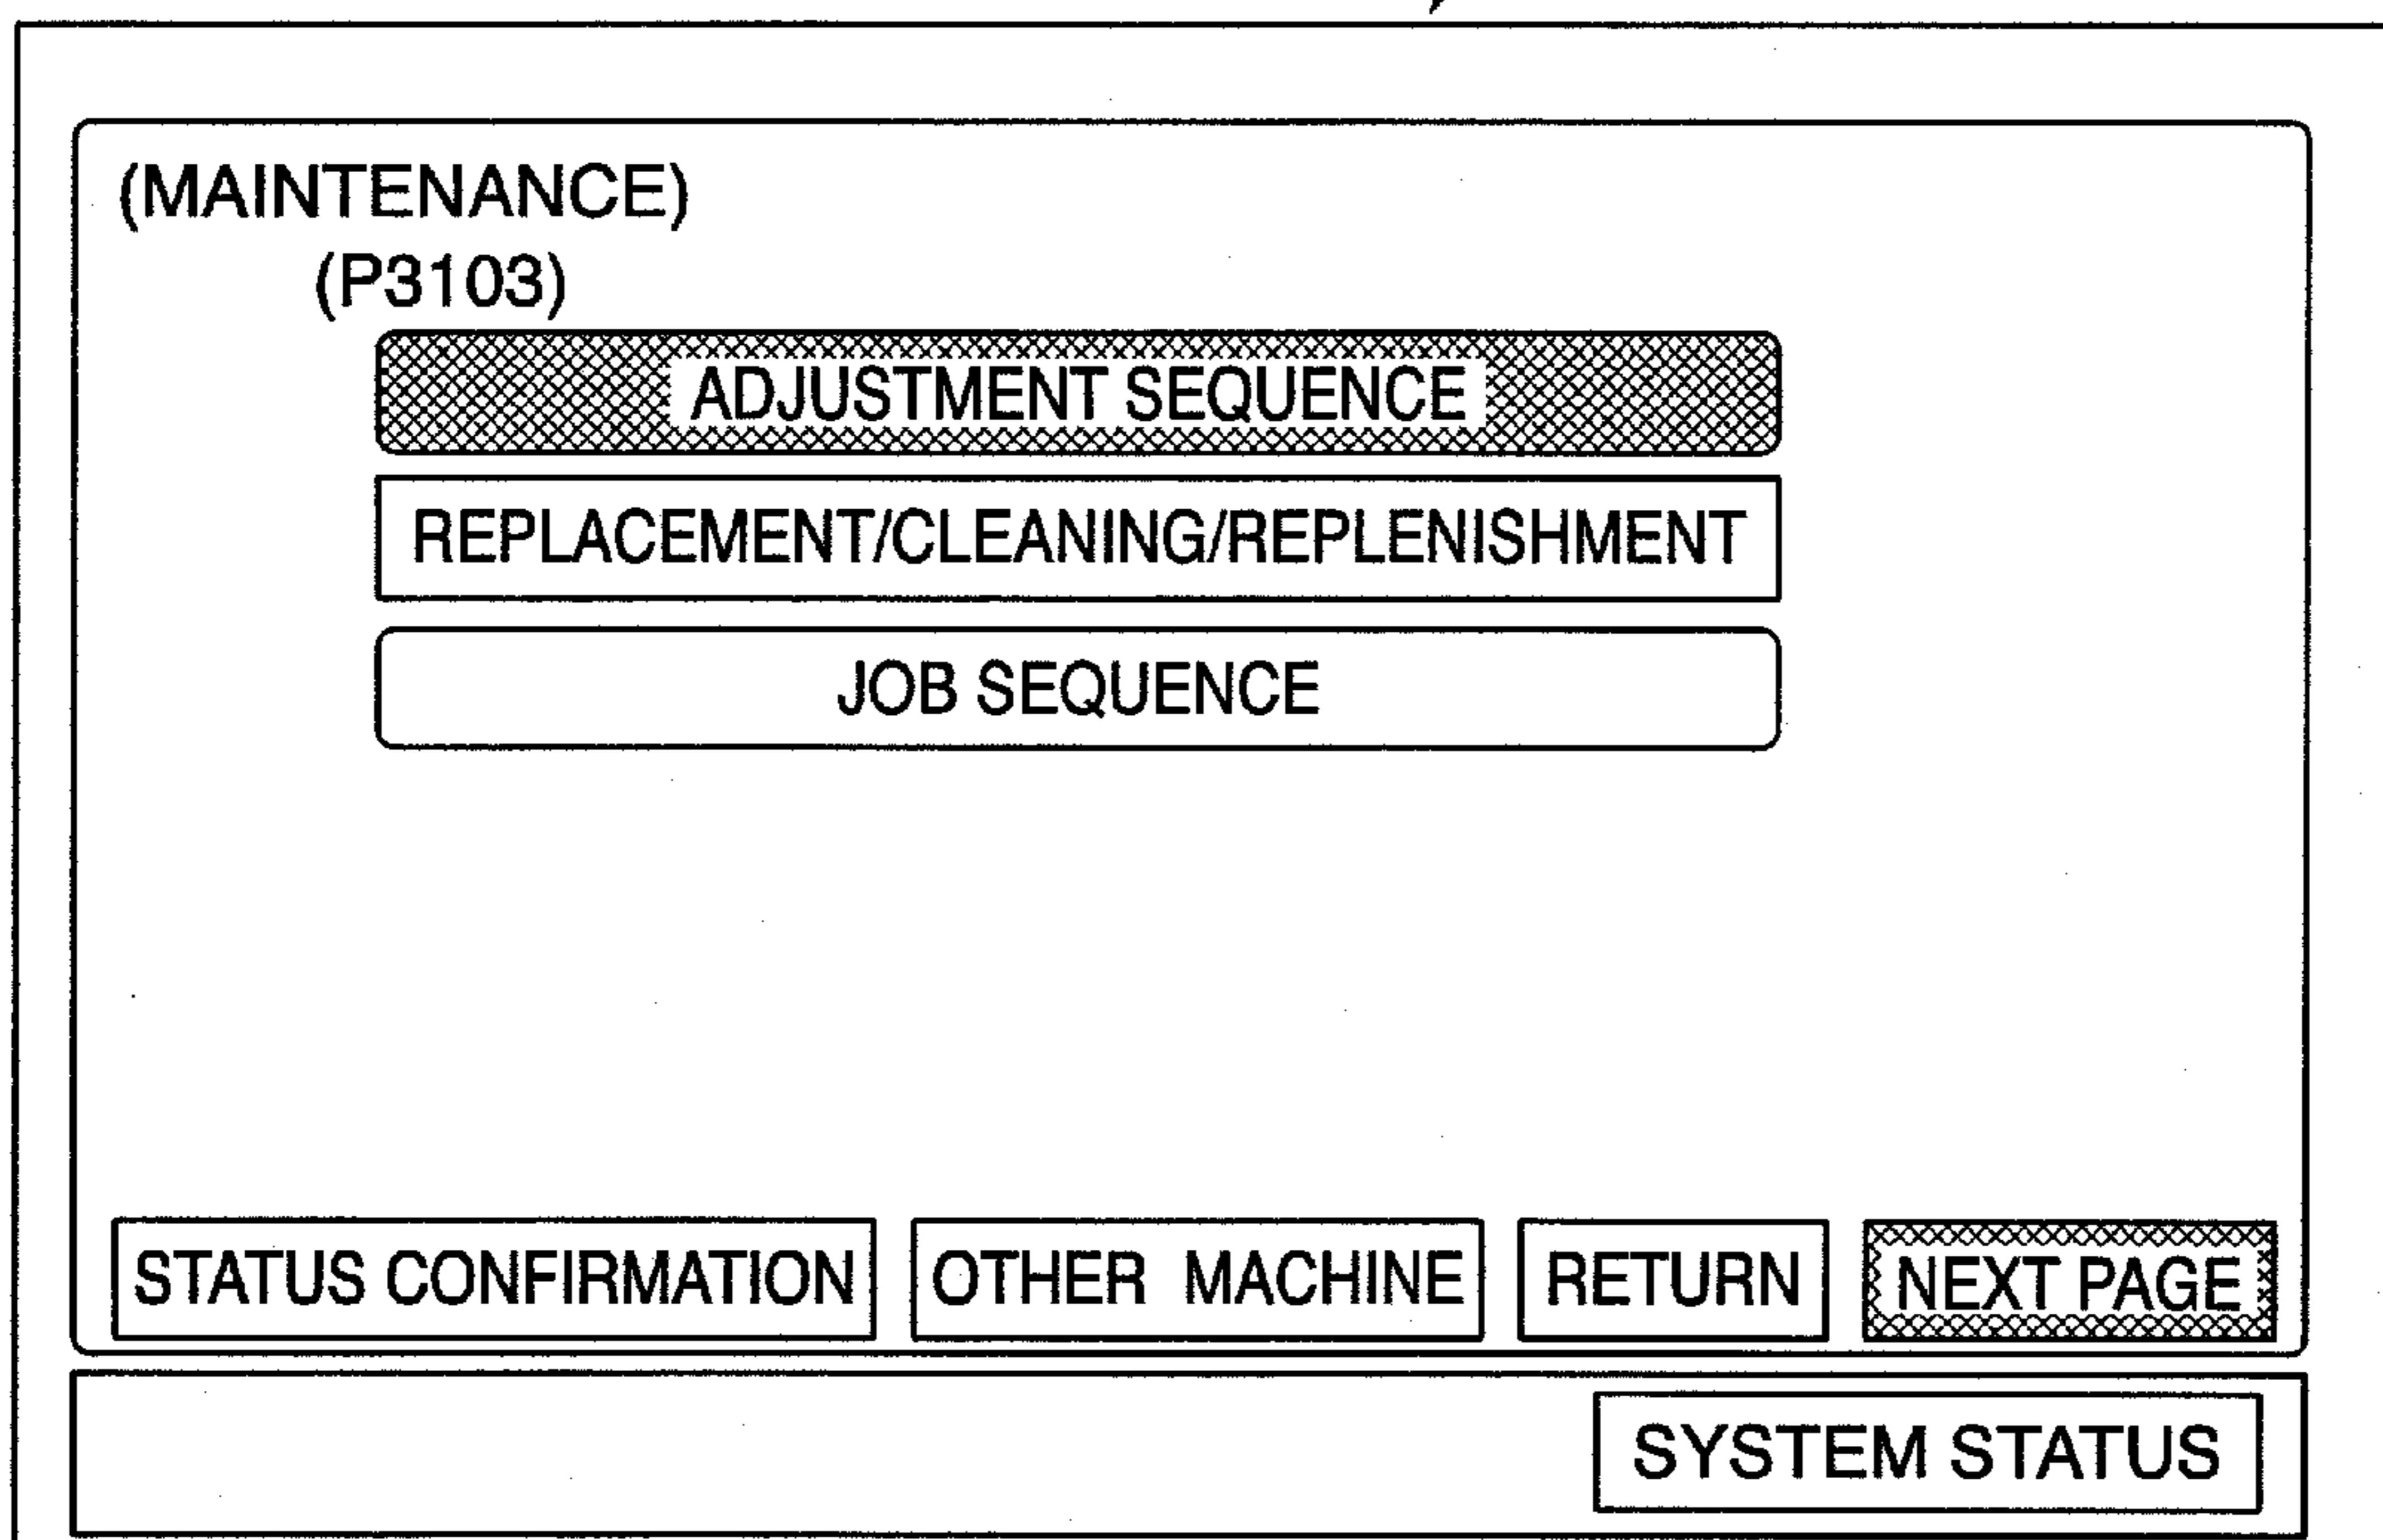 (MAINTENANCE)
(P3103)
ADJUSTMENT SEQUENCE
REPLACEMENT/CLEANING/REPLENISHMENT
JOB SEQUENCE
STATUS CONFIRMATION OTHER MACHINE RETURN NEXT PAGE
SYSTEM STATUS